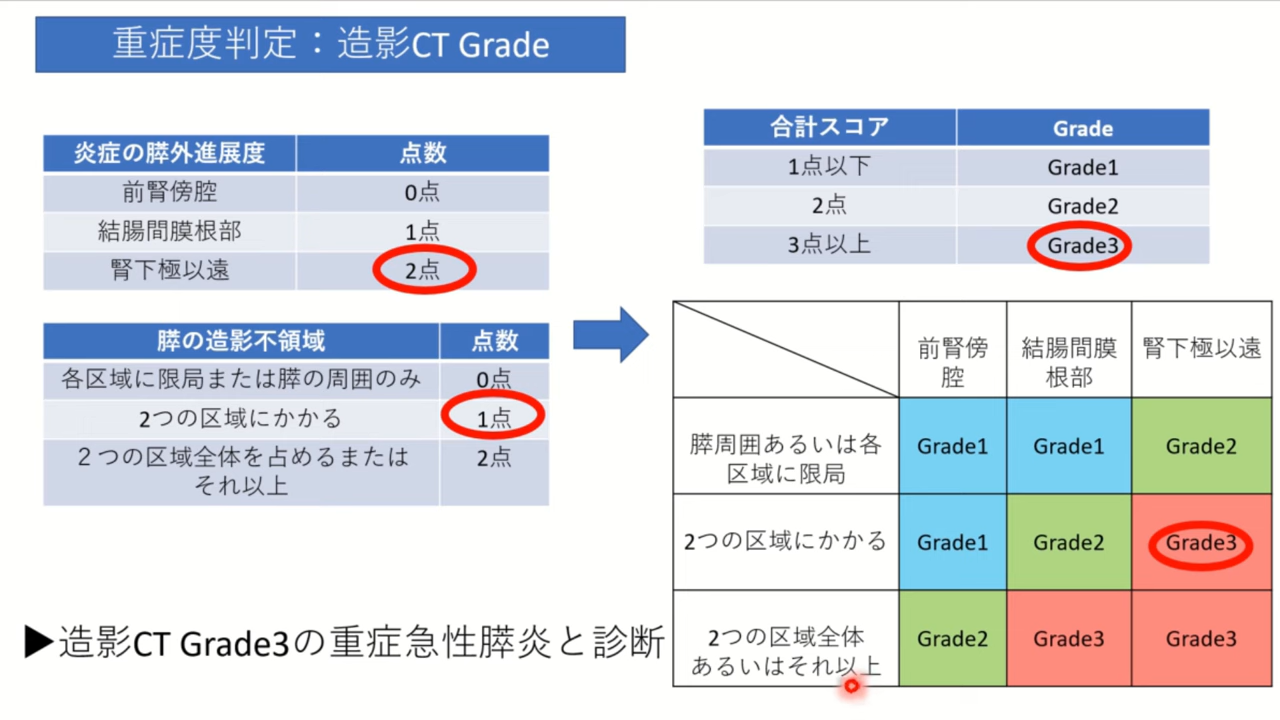 重症度判定：造影CT Grade
炎症の膵外進展度 点数
前腎傍腔 0点
結腸間膜根部 1点
腎下極以遠 2点
膵の造影不領域 点数
各区域に限局または膵の周囲のみ 0点
2つの区域にかかる 1点
２つの区域全体を占めるまたは 2点
それ以上
合計スコア Grade
1点以下 Grade1
2点 Grade2
3点以上 Grade3
前腎傍
腔
結腸間膜
根部
腎下極以遠
膵周囲あるいは各
区域に限局
Grade1 Grade1 Grade2
2つの区域にかかる Grade1 Grade2 Grade3
2つの区域全体
あるいはそれ以上
Grade2 Grade3 Grade3
▶造影CT Grade3の重症急性膵炎と診断